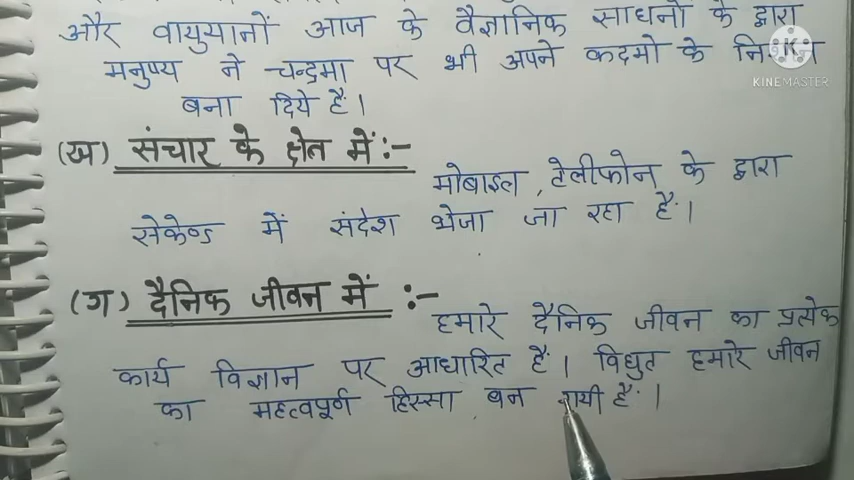 और वायुयानों आज के वैज्ञानिक साधनों के द्वारा
मनुष्य ने चन्द्रमा पर भी अपने कदमो के
बना दिये हैं।
(ख) संचार के क्षेत में :-
मोबाइल, टेलीफोन के द्वारा
सेकेण्ड में संदेश भेजा जा रहा है।
(ग) दैनिक जीवन में :-
हमारे दैनिक जीवन का प्रत्येक
कार्य विज्ञान पर आधारित हैं। विधुत हमारे जीवन
का महत्वपूर्ण हिस्सा बन गयी हैं।
K
KINEMASTER